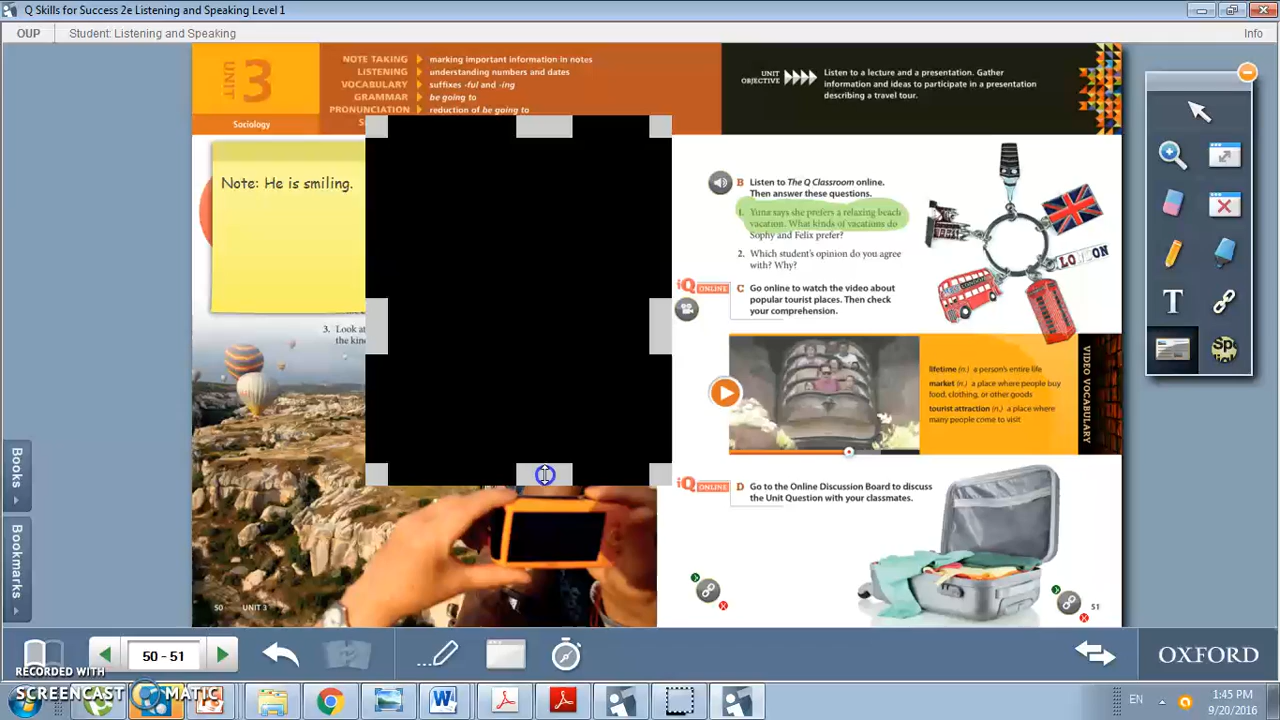 Q Skills for Success 2e Listening and Speaking Level 1
OUP
Student: Listening and Speaking
Info
UNIT 3
Sociology
NOTE TAKING marking important information in notes
LISTENING understanding numbers and dates
VOCABULARY suffixes -ful and -ing
GRAMMAR be going to
PRONUNCIATION reduction of be going to
S
UNIT
OBJECTIVE
Listen to a lecture and a presentation. Gather
information and ideas to participate in a presentation
describing a travel tour.
Note: He is smiling.
3. Look at
the kin
B Listen to The Q Classroom online.
Then answer these questions.
1. Yuna says she prefers a relaxing beach
vacation. What kinds of vacations do
Sophy and Felix prefer?
2. Which student's opinion do you agree
with? Why?
iQ ONLINE
C Go online to watch the video about
popular tourist places. Then check
your comprehension.
LONDON
lifetime (n.) a person's entire life
market (n.) a place where people buy
food, clothing, or other goods
tourist attraction (n.) a place where
many people come to visit
VIDEO VOCABULARY
iQ ONLINE
D Go to the Online Discussion Board to discuss
the Unit Question with your classmates.
50 UNIT 3
51
T
sp
Books
Bookmarks
50 - 51
OXFORD
RECORDED WITH
SCREENCAST MATIC
EN
1:45 PM
9/20/2016